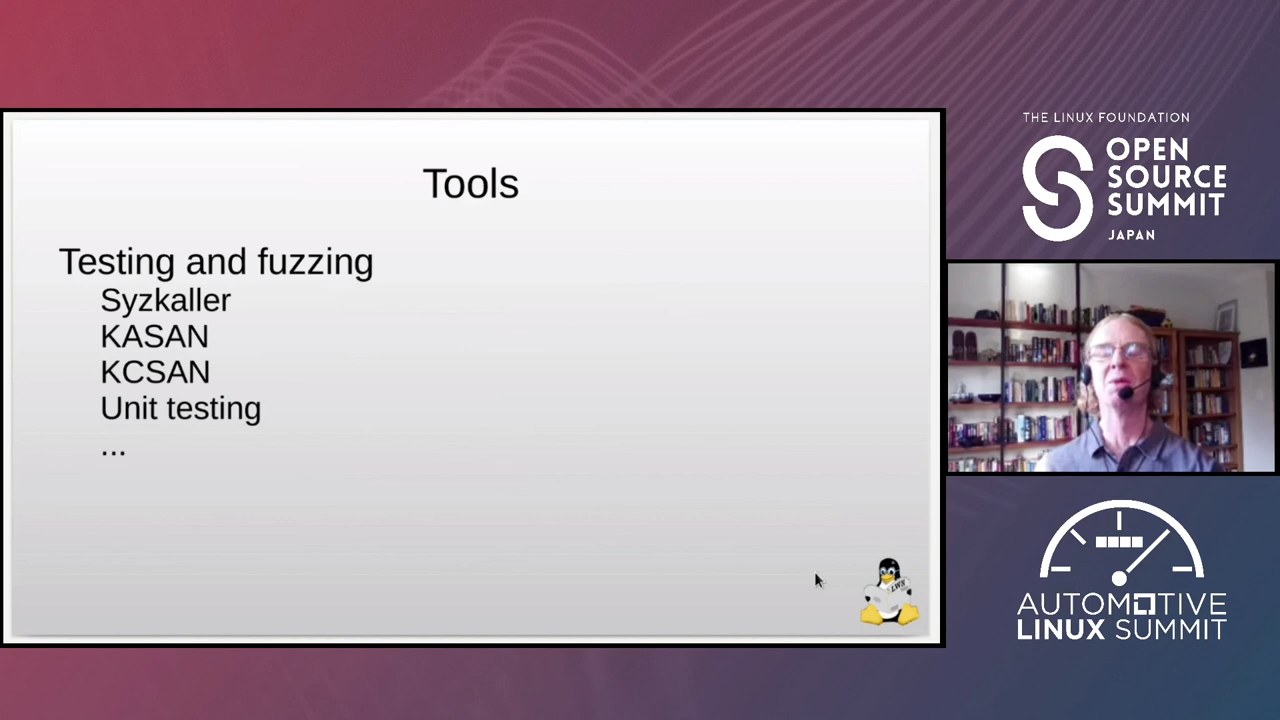 Tools
Testing and fuzzing
Syzkaller
KASAN
KCSAN
Unit testing
...
LWN
THE LINUX FOUNDATION
OPEN
SOURCE
SUMMIT
JAPAN
AUTOMOTIVE
LINUX SUMMIT